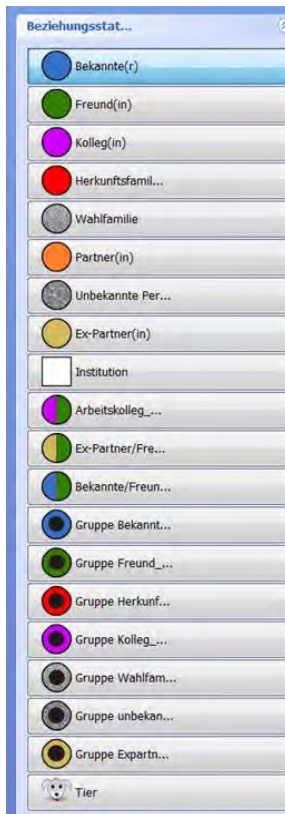 Beziehungsstat...
Bekannte(r)
Freund(in)
Kolleg(in)
Herkunftsfamil...
Wahlfamilie
Partner(in)
Unbekannte Per...
Ex-Partner(in)
Institution
Arbeitskolleg_...
Ex-Partner/Fre...
Bekannte/Freun...
Gruppe Bekannt...
Gruppe Freund_...
Gruppe Herkunf...
Gruppe Kolleg_...
Gruppe Wahlfam...
Gruppe unbekan...
Gruppe Expartn...
Tier